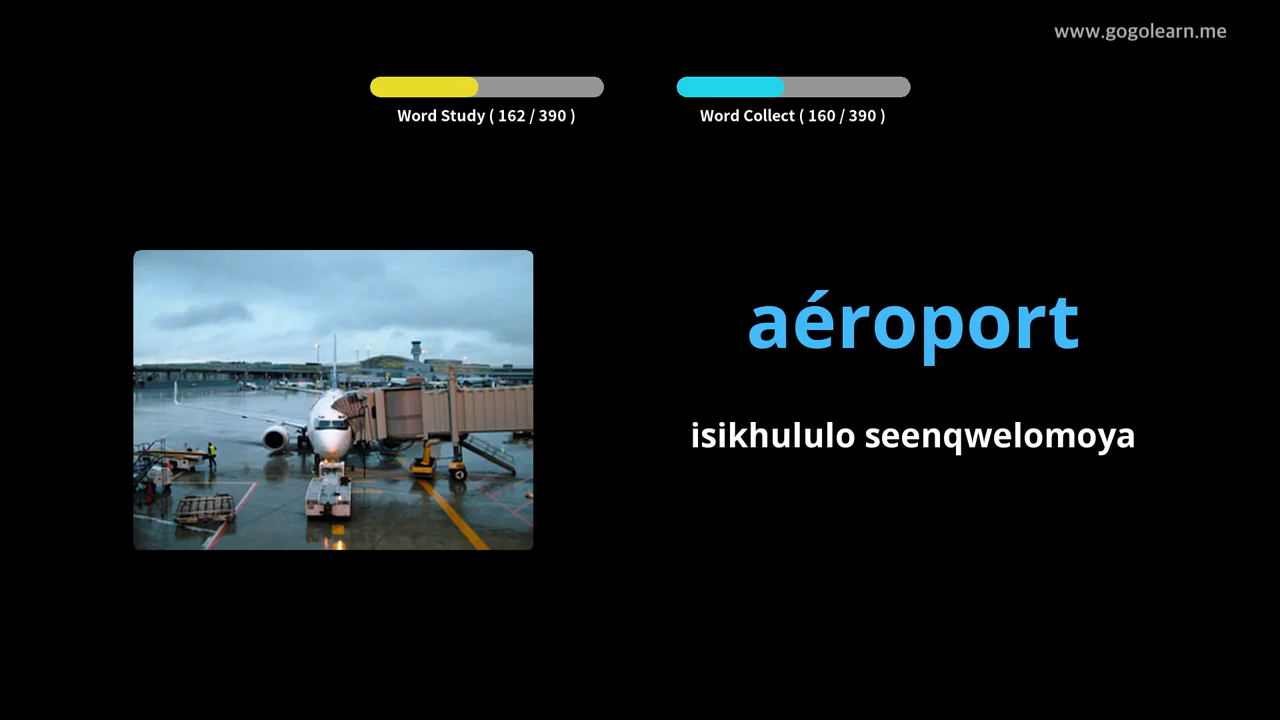 www.gogolearn.me
Word Study ( 162 / 390 )
Word Collect ( 160 / 390 )
aéroport
isikhululo seenqwelomoya